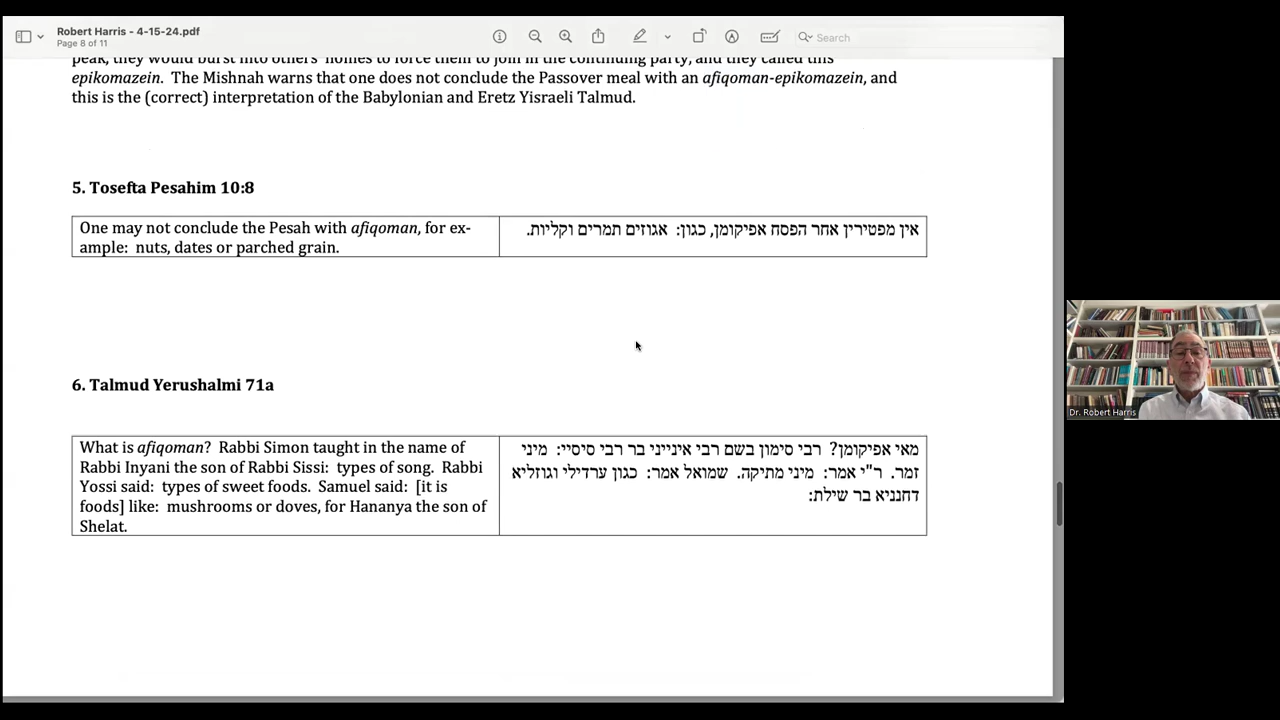 Robert Harris - 4-15-24.pdf
Page 8 of 11
Search
peak, they would burst into others' homes to force them to join in the continuing party, and they called this
epikomazein. The Mishnah warns that one does not conclude the Passover meal with an afiqoman-epikomazein, and
this is the (correct) interpretation of the Babylonian and Eretz Yisraeli Talmud.
5. Tosefta Pesahim 10:8
One may not conclude the Pesah with afiqoman, for ex-
ample: nuts, dates or parched grain.
אין מפטירין אחר הפסח אפיקומן, כגון: אגוזים תמרים וקליות.
6. Talmud Yerushalmi 71a
What is afiqoman? Rabbi Simon taught in the name of
Rabbi Inyani the son of Rabbi Sissi: types of song. Rabbi
Yossi said: types of sweet foods. Samuel said: [it is
foods] like: mushrooms or doves, for Hananya the son of
Shelat.
מאי אפיקומן? רבי סימון בשם רבי אינייני בר רבי סיסיי: מיני
זמר. ר"י אמר: מיני מתיקה. שמואל אמר: כגון ערדילי וגוזליא
דחנניא בר שילת:
Dr. Robert Harris